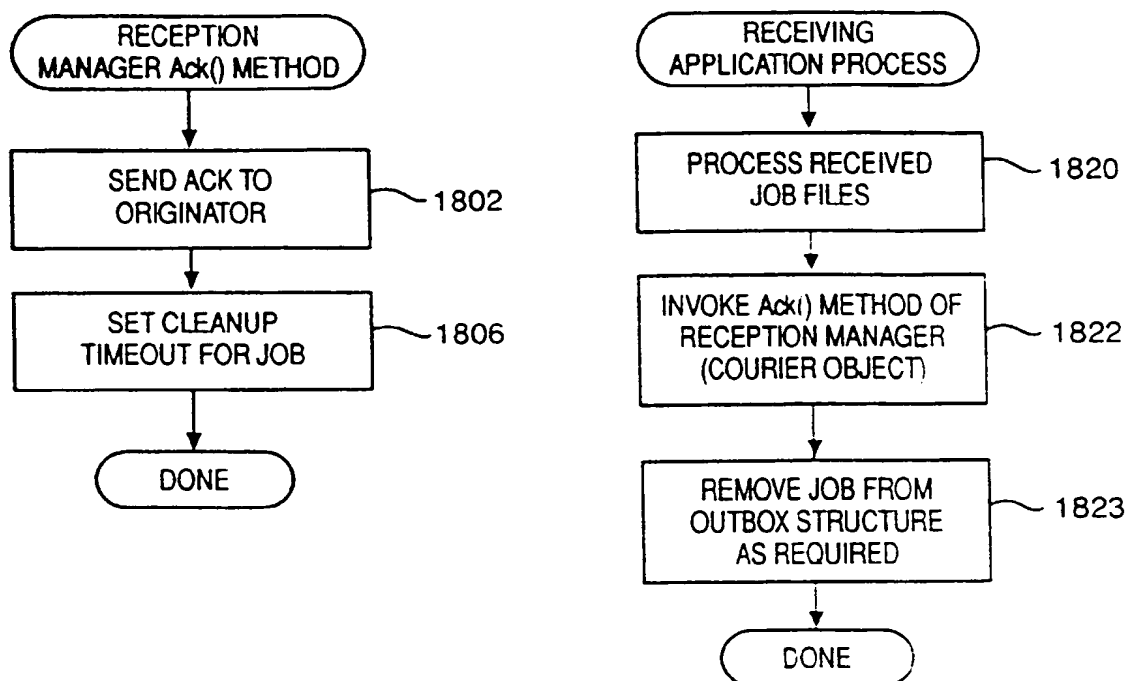 RECEPTION
MANAGER Ack() METHOD
SEND ACK TO
ORIGINATOR
1802
SET CLEANUP
TIMEOUT FOR JOB
1806
DONE
RECEIVING
APPLICATION PROCESS
PROCESS RECEIVED
JOB FILES
1820
INVOKE Ack() METHOD OF
RECEPTION MANAGER
(COURIER OBJECT)
1822
REMOVE JOB FROM
OUTBOX STRUCTURE
AS REQUIRED
1823
DONE